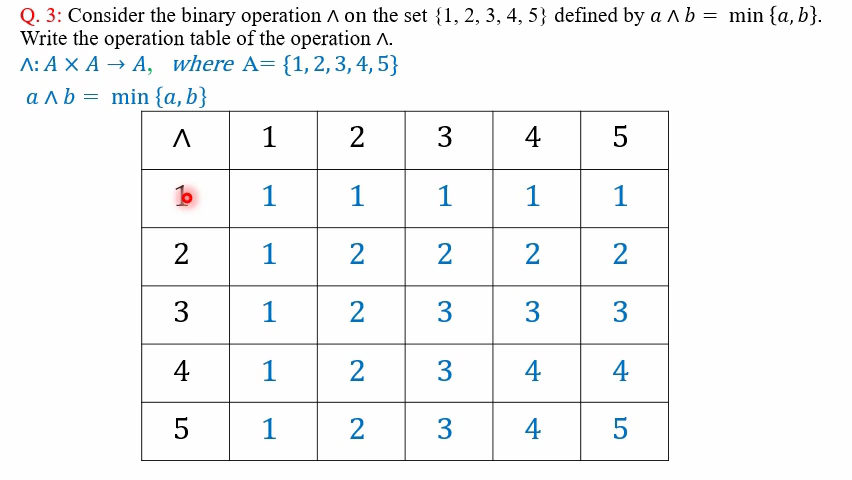 Q. 3: Consider the binary operation ∧ on the set {1, 2, 3, 4, 5} defined by a ∧ b = min {a, b}.
Write the operation table of the operation ∧.
∧: A × A → A, where A= {1, 2, 3, 4, 5}
a ∧ b = min {a, b}
∧ 1 2 3 4 5
1 1 1 1 1 1
2 1 2 2 2 2
3 1 2 3 3 3
4 1 2 3 4 4
5 1 2 3 4 5